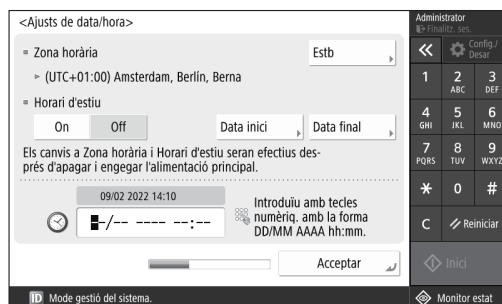 <Ajusts de data/hora>
Zona horària
Estb
(UTC+01:00) Amsterdam, Berlín, Berna
Horari d'estiu
On
Off
Data inici
Data final
Els canvis a Zona horària i Horari d'estiu seran efectius des-
prés d'apagar i engegar l'alimentació principal.
09/02 2022 14:10
-/-- ---- --:--
Introduïu amb tecles
numèriq. amb la forma
DD/MM AAAA hh:mm.
Acceptar
ID Mode gestió del sistema.
Administrator
Finalitz. ses.
Config./
Desar
1
2
ABC
3
DEF
4
GHI
5
JKL
6
MNO
7
PQRS
8
TUV
9
WXYZ
*
0
#
C
Reiniciar
Inici
Monitor estat